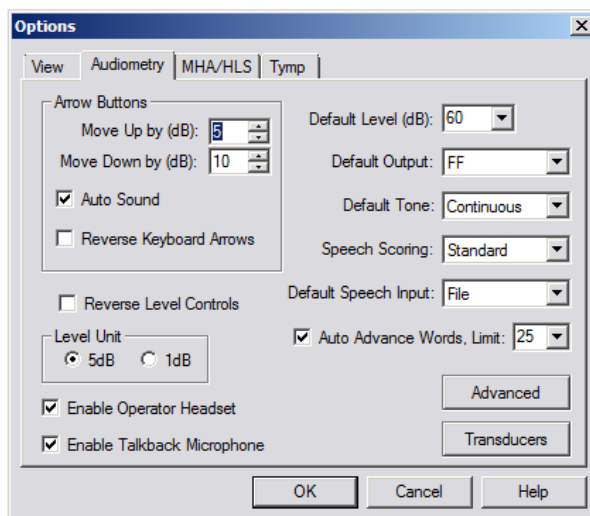 Options
View Audiometry MHA/HLS Tymp
Arrow Buttons
Move Up by (dB): 5
Move Down by (dB): 10
Auto Sound
Reverse Keyboard Arrows
Default Level (dB): 60
Default Output: FF
Default Tone: Continuous
Speech Scoring: Standard
Default Speech Input: File
Reverse Level Controls
Auto Advance Words, Limit: 25
Level Unit
5dB 1dB
Enable Operator Headset
Enable Talkback Microphone
Advanced
Transducers
OK Cancel Help